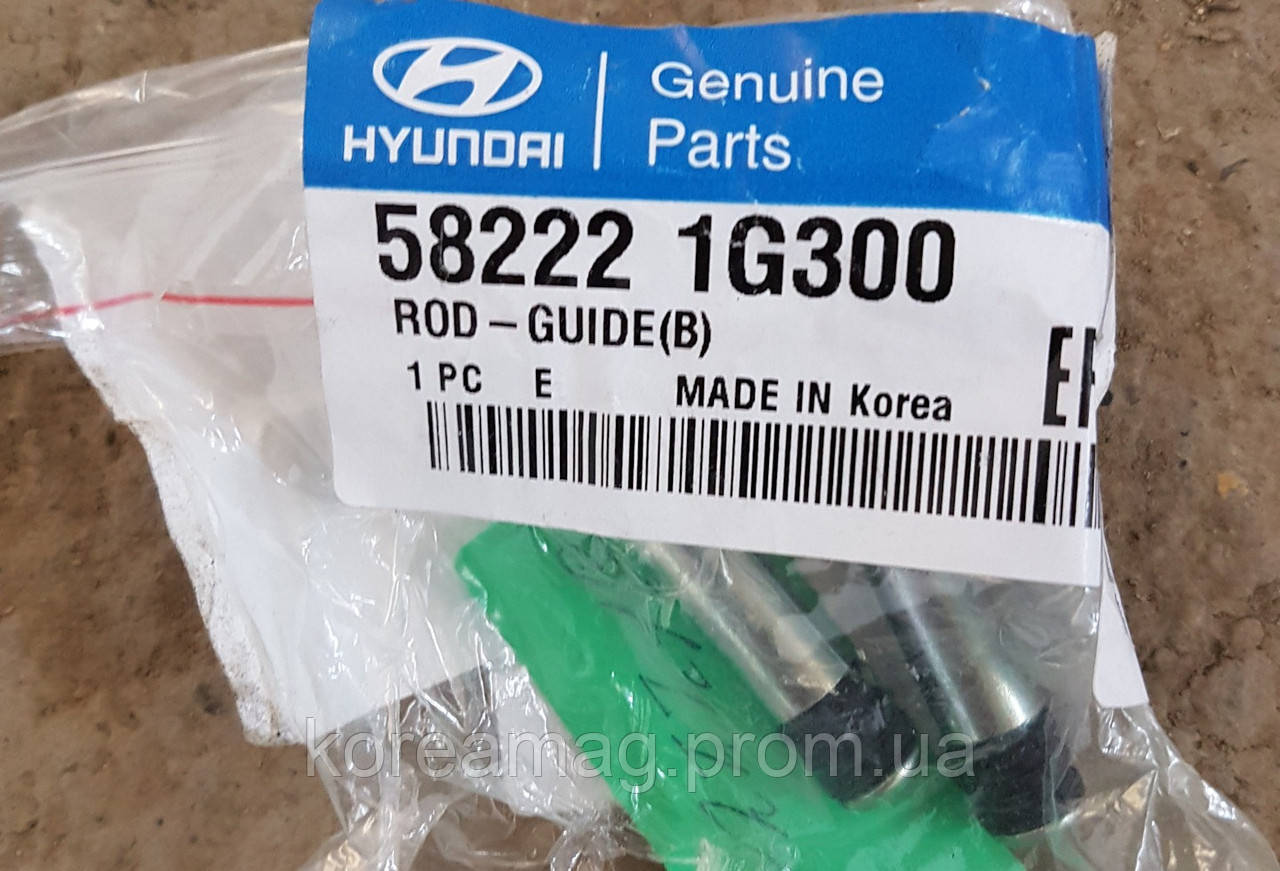 HYUNDAI
Genuine
Parts
58222 1G300
ROD-GUIDE(B)
1 PC E MADE IN Korea
koreamag.prom.ua